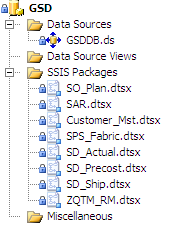 GSD
Data Sources
GSDDB.ds
Data Source Views
SSIS Packages
SO_Plan.dtsx
SAR.dtsx
Customer_Mst.dtsx
SPS_Fabric.dtsx
SD_Actual.dtsx
SD_Precost.dtsx
SD_Ship.dtsx
ZQTM_RM.dtsx
Miscellaneous